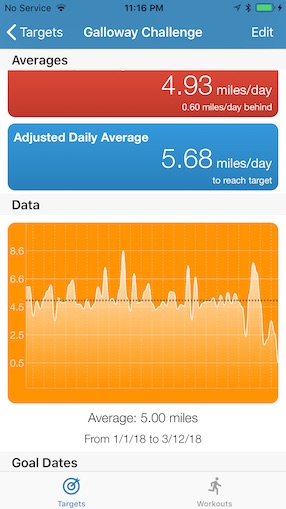 No Service 11:16 PM
Targets Galloway Challenge Edit
Averages
4.93 miles/day
0.60 miles/day behind
Adjusted Daily Average
5.68 miles/day
to reach target
Data
8.6
6.6
4.5
2.5
0.5
Average: 5.00 miles
From 1/1/18 to 3/12/18
Goal Dates
Targets Workouts